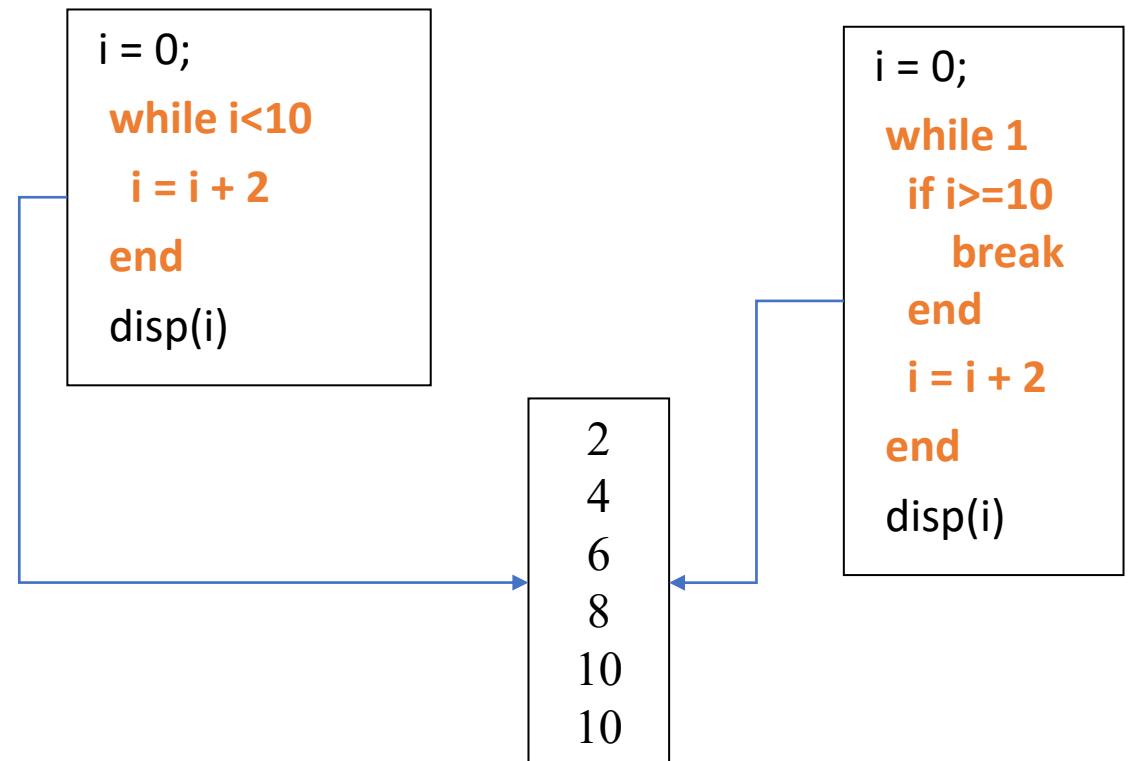 i = 0;
while i<10
i = i + 2
end
disp(i)
i = 0;
while 1
if i>=10
break
end
i = i + 2
end
disp(i)
2
4
6
8
10
10